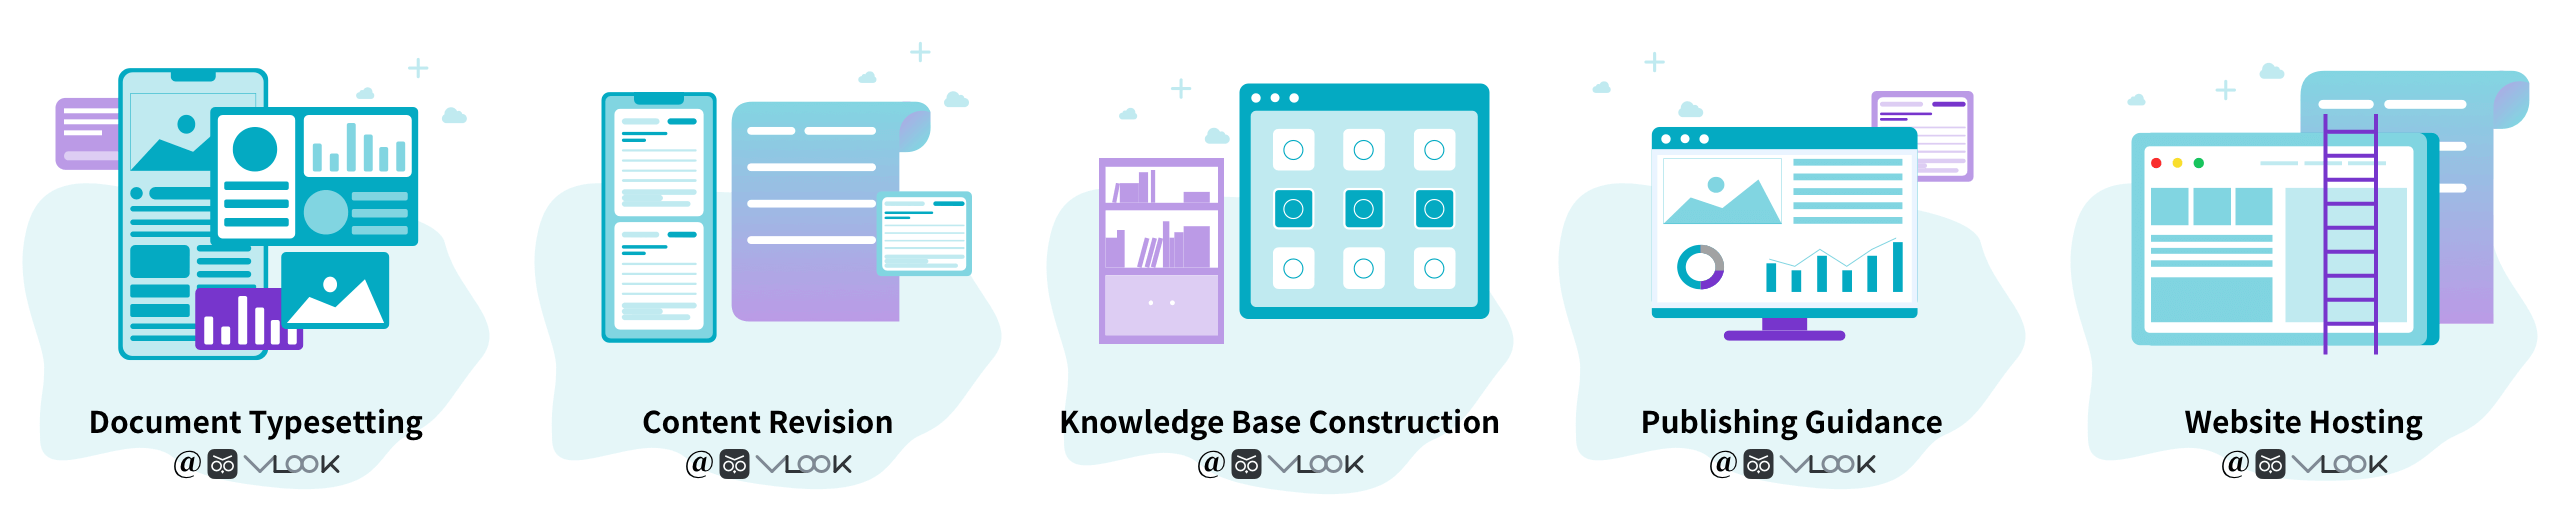 Document Typesetting
@ VLOOK
Content Revision
@ VLOOK
Knowledge Base Construction
@ VLOOK
Publishing Guidance
@ VLOOK
Website Hosting
@ VLOOK